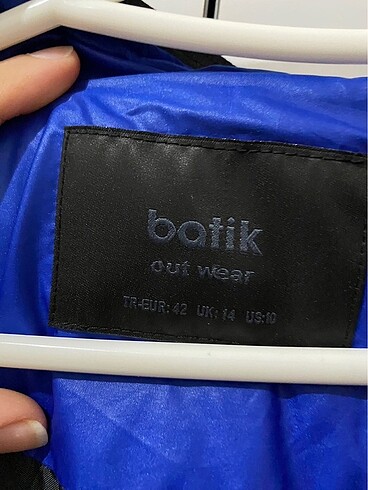 batik
out wear
TR-EUR: 42 UK: 14 US:10